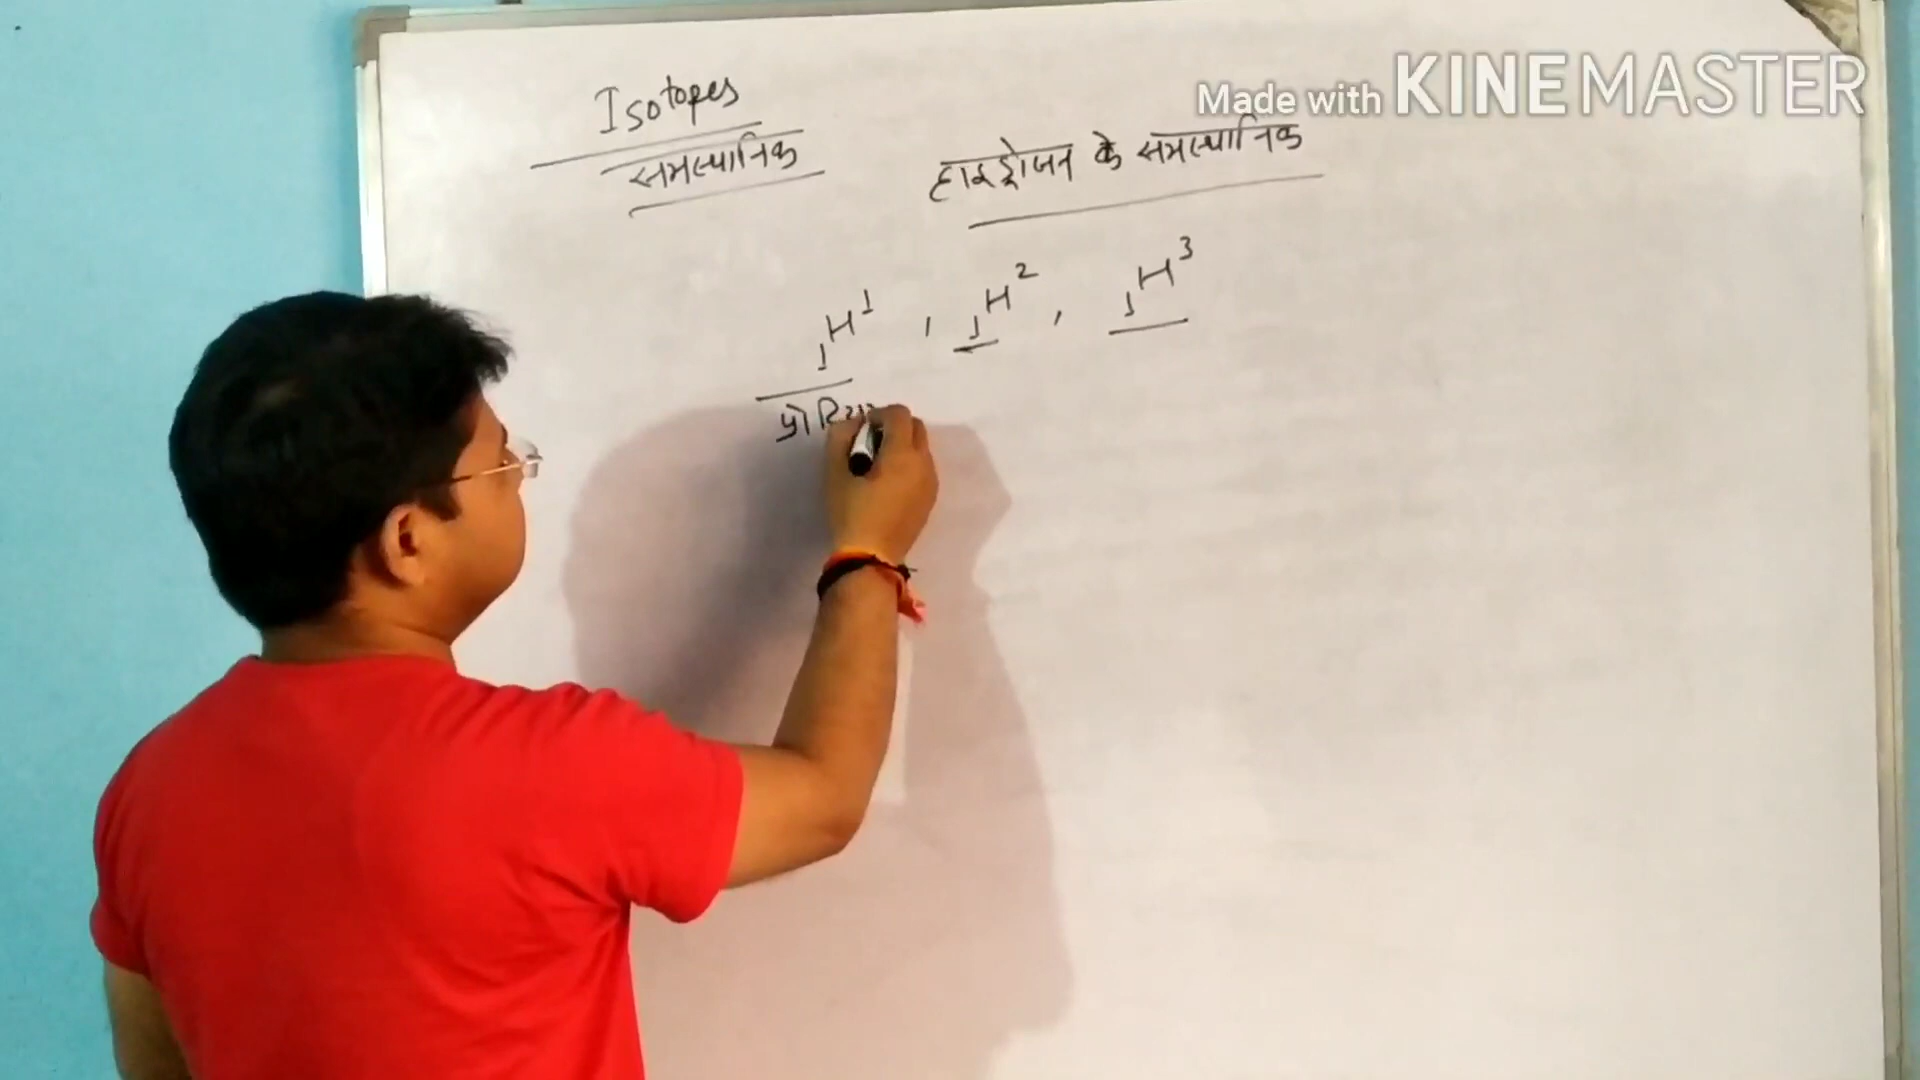 Isotopes
समस्थानिक
Made with KINEMASTER
हाइड्रोजन के समस्थानिक
₁H¹ , ₁H² , ₁H³